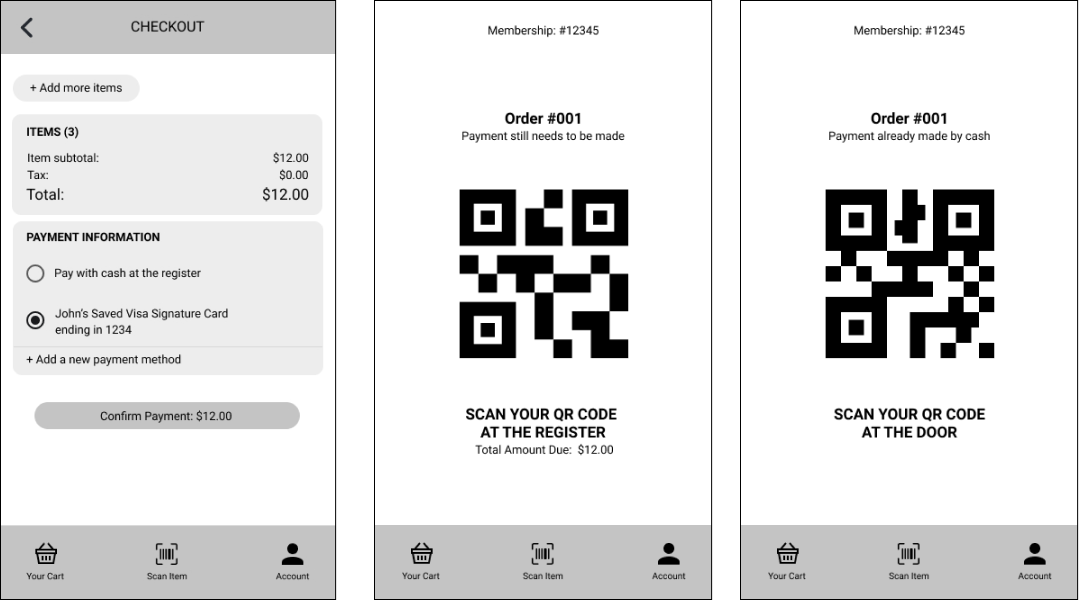 CHECKOUT
+ Add more items
ITEMS (3)
Item subtotal: $12.00
Tax: $0.00
Total: $12.00
PAYMENT INFORMATION
Pay with cash at the register
John's Saved Visa Signature Card
ending in 1234
+ Add a new payment method
Confirm Payment: $12.00
Your Cart
Scan Item
Account
Membership: #12345
Order #001
Payment still needs to be made
SCAN YOUR QR CODE
AT THE REGISTER
Total Amount Due: $12.00
Your Cart
Scan Item
Account
Membership: #12345
Order #001
Payment already made by cash
SCAN YOUR QR CODE
AT THE DOOR
Your Cart
Scan Item
Account